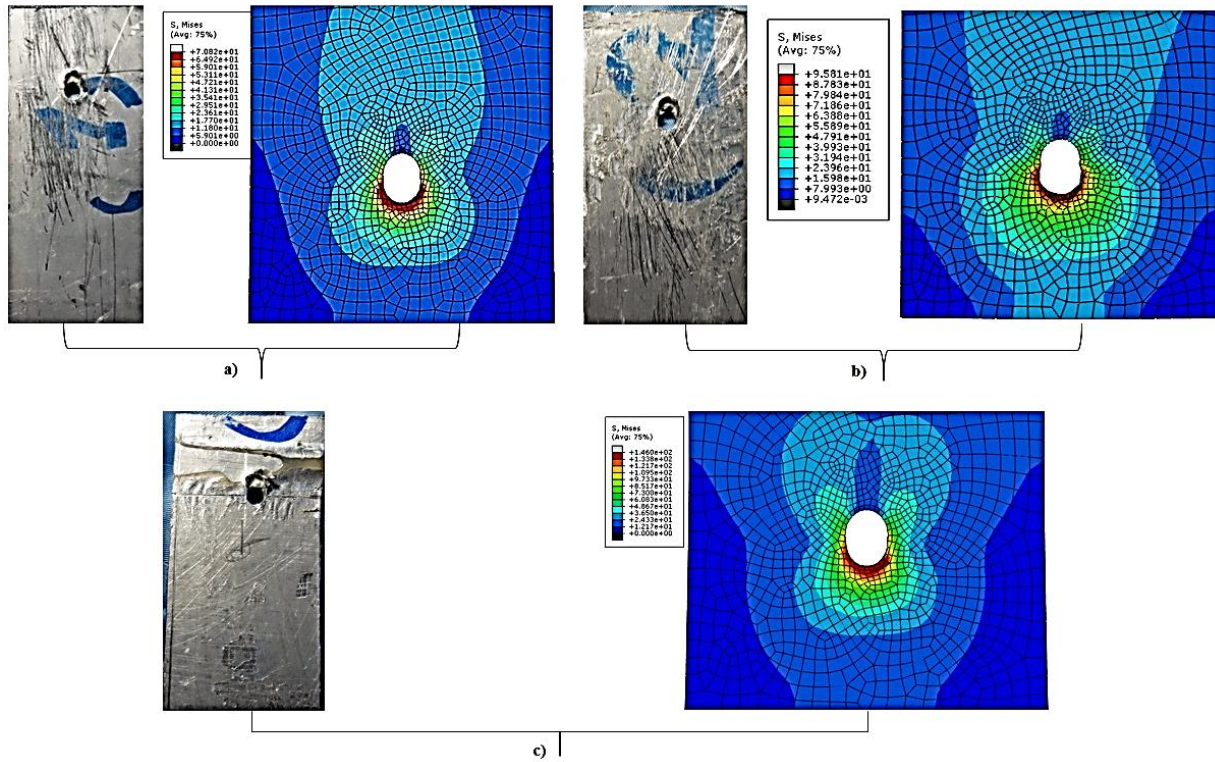 S, Mises
(Avg: 75%)
+7.082e+01
+6.492e+01
+5.901e+01
+5.311e+01
+4.721e+01
+4.131e+01
+3.541e+01
+2.951e+01
+2.361e+01
+1.770e+01
+1.180e+01
+5.901e+00
+0.000e+00
S, Mises
(Avg: 75%)
+9.581e+01
+8.783e+01
+7.984e+01
+7.186e+01
+6.388e+01
+5.589e+01
+4.791e+01
+3.993e+01
+3.194e+01
+2.396e+01
+1.598e+01
+7.993e+00
+9.472e-03
a)
b)
S, Mises
(Avg: 75%)
+1.460e+02
+1.338e+02
+1.217e+02
+1.095e+02
+9.733e+01
+8.517e+01
+7.300e+01
+6.083e+01
+4.867e+01
+3.650e+01
+2.433e+01
+1.217e+01
+0.000e+00
c)